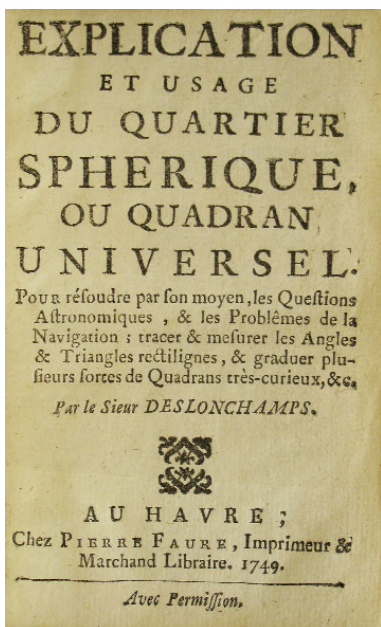 EXPLICATION
ET USAGE
DU QUARTIER
SPHERIQUE,
OU QUADRAN
UNIVERSEL.
POUR réſoudre par ſon moyen, les Queſtions
Aſtronomiques , & les Problêmes de la
Navigation ; tracer & meſurer les Angles
& Triangles rectilignes, & graduer plu-
ſieurs ſortes de Quadrans très-curieux, &c.
Par le Sieur DESLONCHAMPS.
AU HAVRE ;
Chez PIERRE FAURE, Imprimeur &
Marchand Libraire. 1749.
Avec Permiſſion.